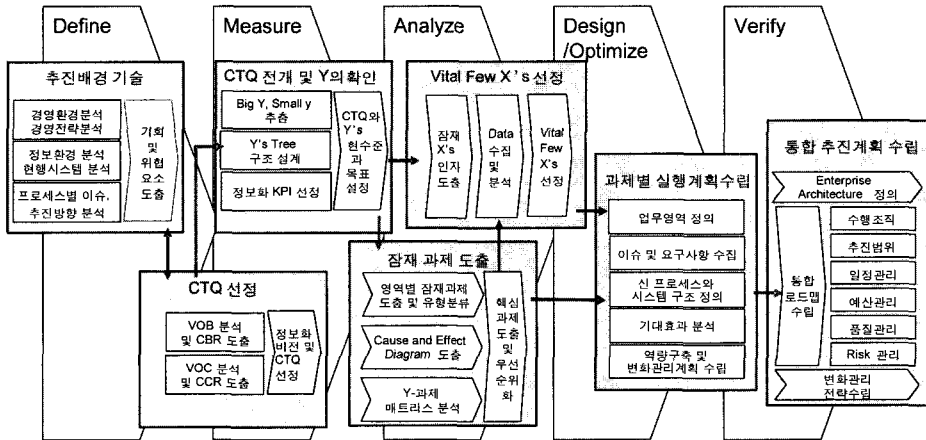 Define
Measure
Analyze
Design
/Optimize
Verify
추진배경 기술
경영환경분석
경영전략분석
정보환경 분석
현행시스템 분석
프로세스별 이슈,
추진방향 분석
기회
및
위협
요소
도출
CTQ 선정
VOB 분석
및 CBR 도출
VOC 분석
및 CCR 도출
정보화
비전 및
CTQ
선정
CTQ 전개 및 Y의확인
Big Y, Small y
추출
Y's Tree
구조 설계
정보화 KPI 선정
CTQ와
Y's
현수준
과
목표
설정
잠재 과제 도출
영역별 잠재과제
도출 및 유형분류
Cause and Effect
Diagram 도출
Y-과제
매트릭스 분석
핵심
과제
도출
및
우선
순위
화
Vital Few X's 선정
잠재
X's
인자
도출
Data
수집
및
분석
Vital
Few
X's
선정
과제별 실행계획수립
업무영역 정의
이슈 및 요구사항 수집
신 프로세스와
시스템 구조 정의
기대효과 분석
역량구축 및
변화관리계획 수립
통합 추진계획 수립
Enterprise
Architecture 정의
통합
로드맵
수립
수행조직
추진범위
일정관리
예산관리
품질관리
Risk 관리
변화관리
전략수립